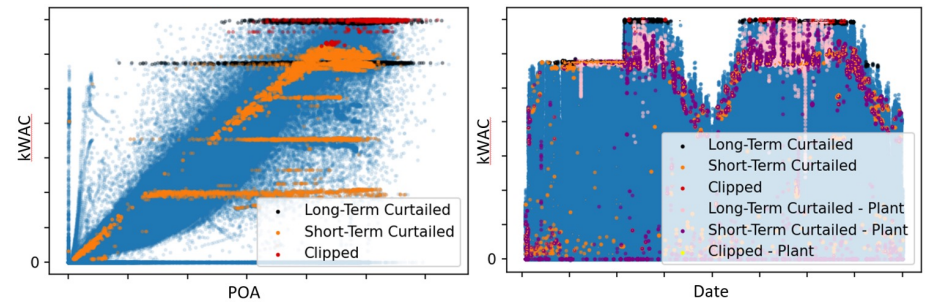 kWAC
0
POA
Long-Term Curtailed
Short-Term Curtailed
Clipped
kWAC
0
Date
Long-Term Curtailed
Short-Term Curtailed
Clipped
Long-Term Curtailed - Plant
Short-Term Curtailed - Plant
Clipped - Plant